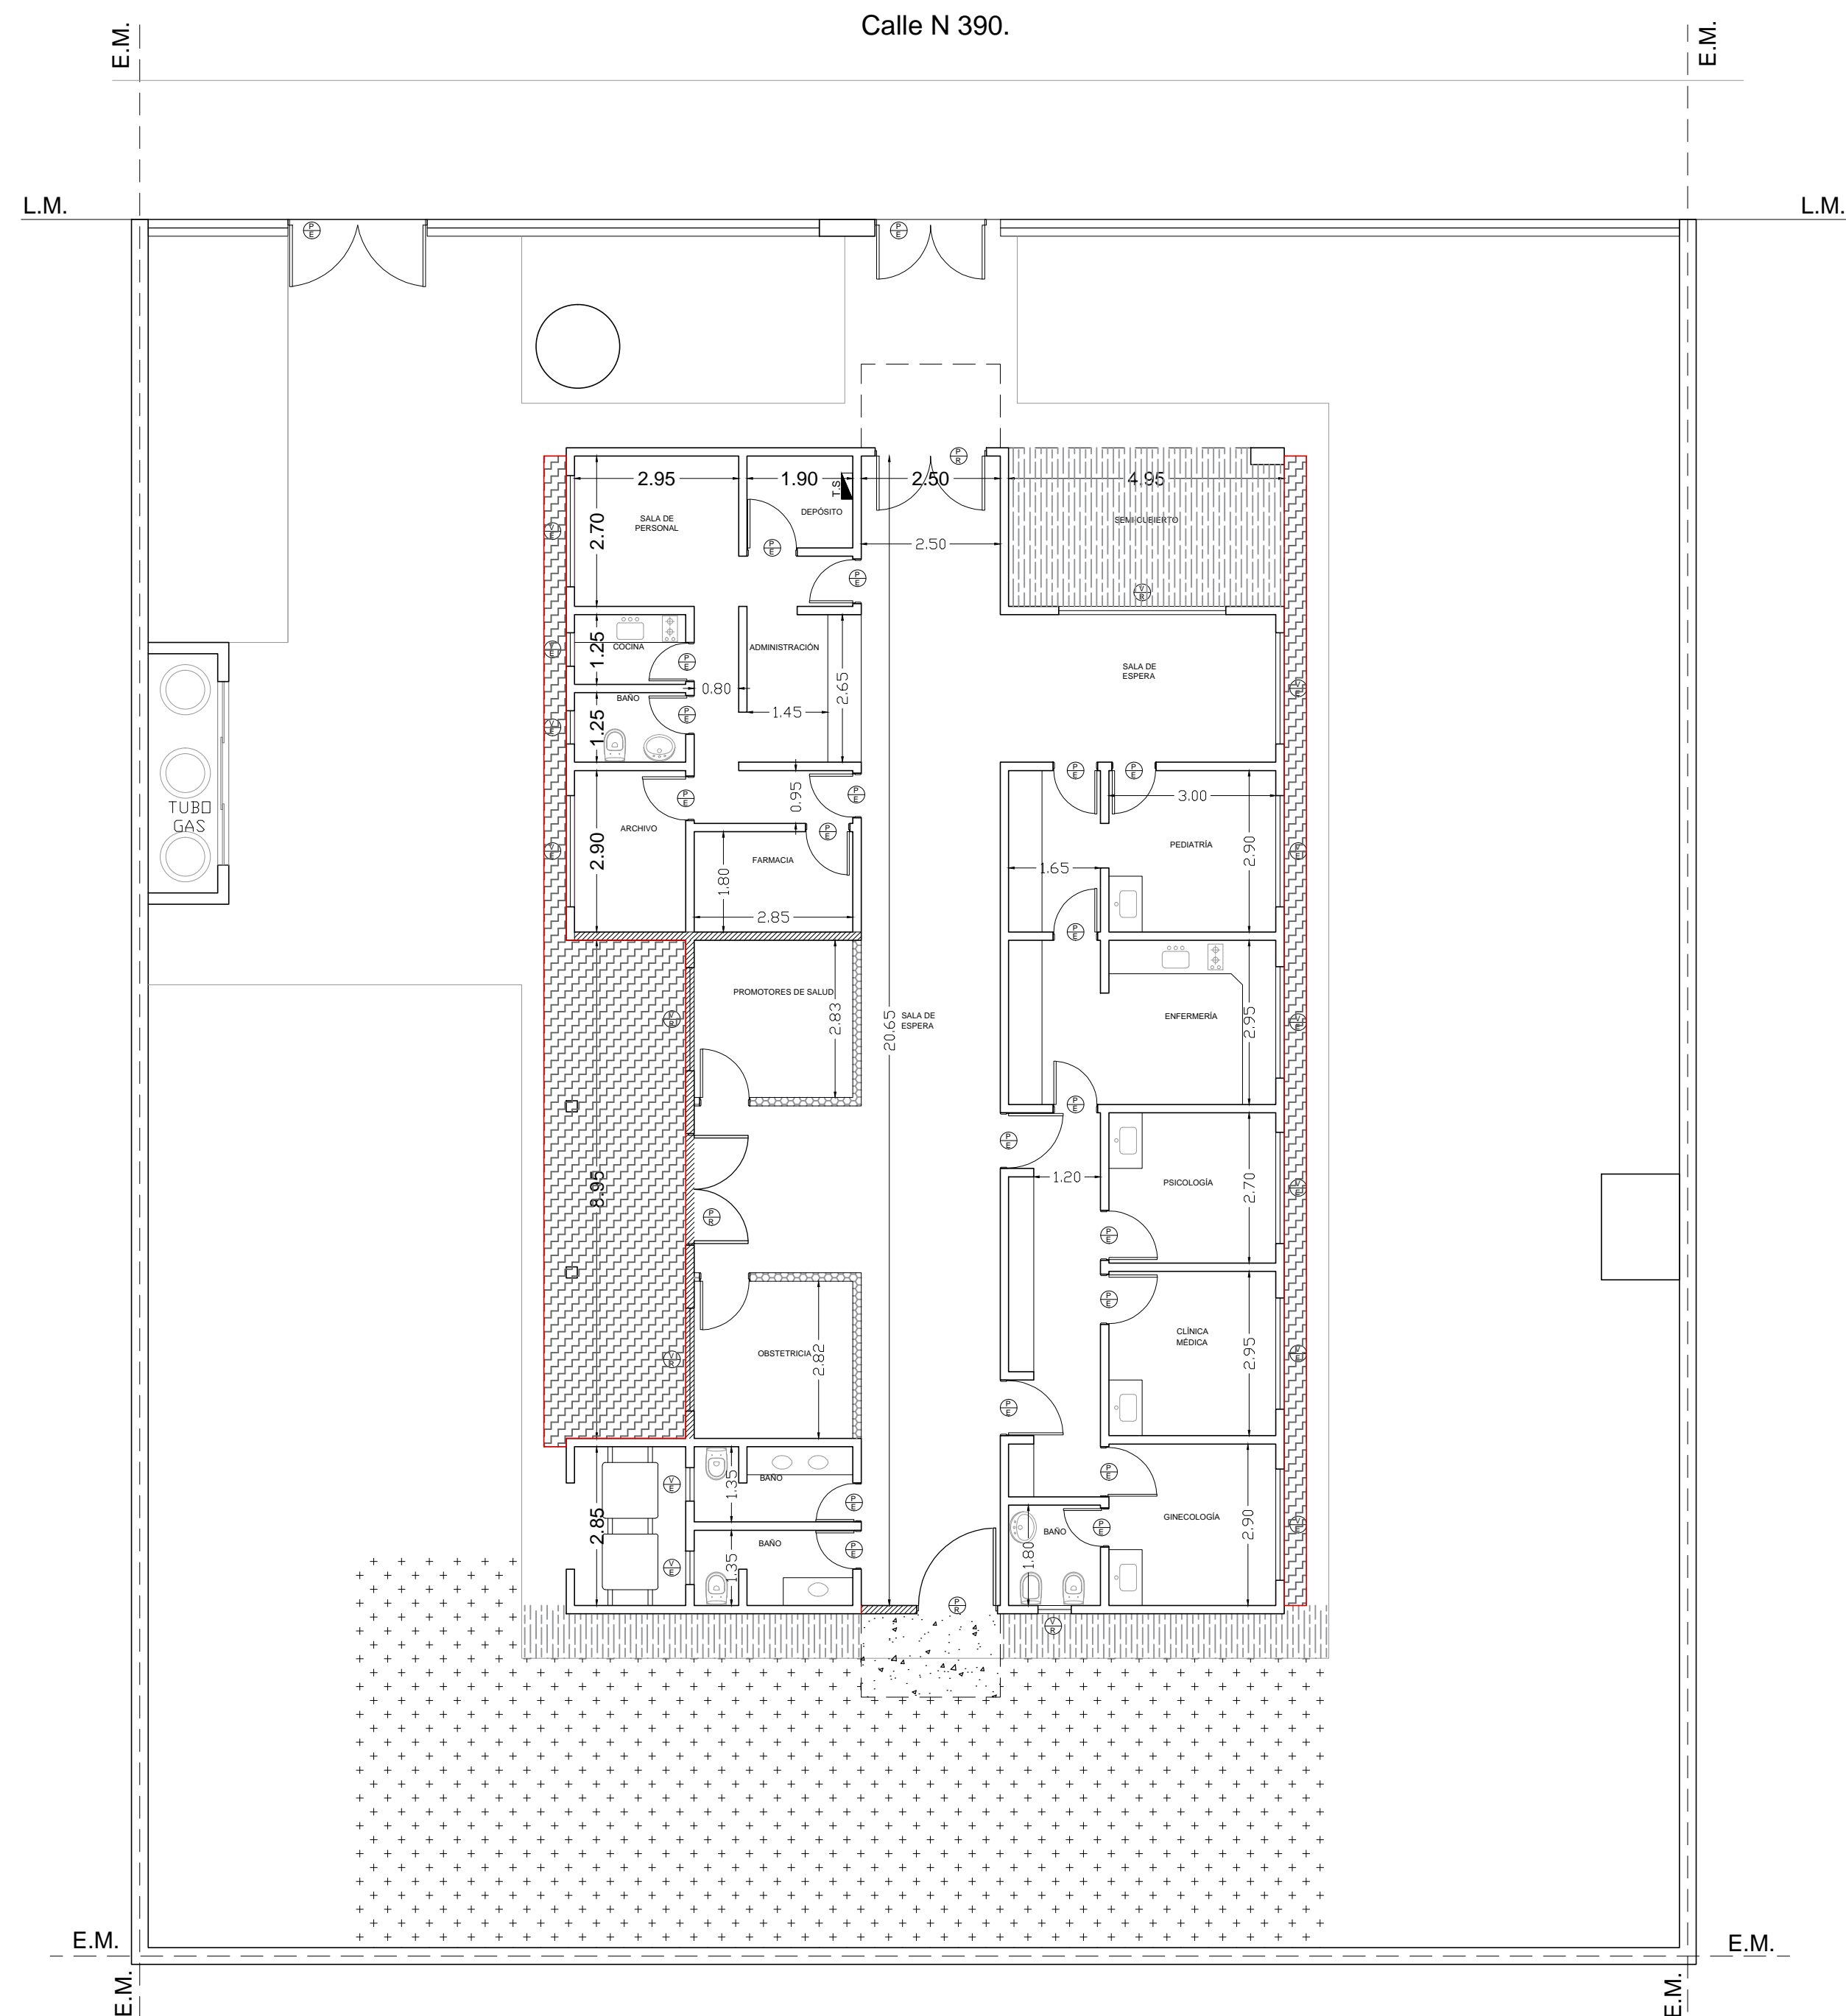 Calle N 390.
E.M.
E.M.
L.M.
L.M.
P
E
P
E
P
R
2.95
1.90
2.50
4.95
T.S.
DEPÓSITO
SALA DE
PERSONAL
SEMI-CUBIERTO
2.70
V
E
P
E
2.50
P
E
V
R
COCINA
1.25
V
E
ADMINISTRACIÓN
P
E
SALA DE
ESPERA
0.80
2.65
V
E
BAÑO
1.25
V
E
P
E
1.45
P
E
P
E
0.95
P
E
P
E
3.00
TUBO
GAS
ARCHIVO
P
E
2.90
V
E
FARMACIA
1.80
2.85
PEDIATRÍA
2.90
V
E
1.65
P
E
PROMOTORES DE SALUD
V
R
2.83
SALA DE
ESPERA
20.65
ENFERMERÍA
2.95
V
E
P
E
P
E
8.95
1.20
PSICOLOGÍA
2.70
V
E
P
R
P
E
P
E
OBSTETRICIA
V
R
2.82
CLÍNICA
MÉDICA
2.95
V
E
P
E
V
E
1.35
BAÑO
P
E
P
E
2.85
P
E
BAÑO
V
E
1.35
BAÑO
P
E
1.80
GINECOLOGÍA
2.90
V
E
P
R
V
R
E.M.
E.M.
E.M.
E.M.